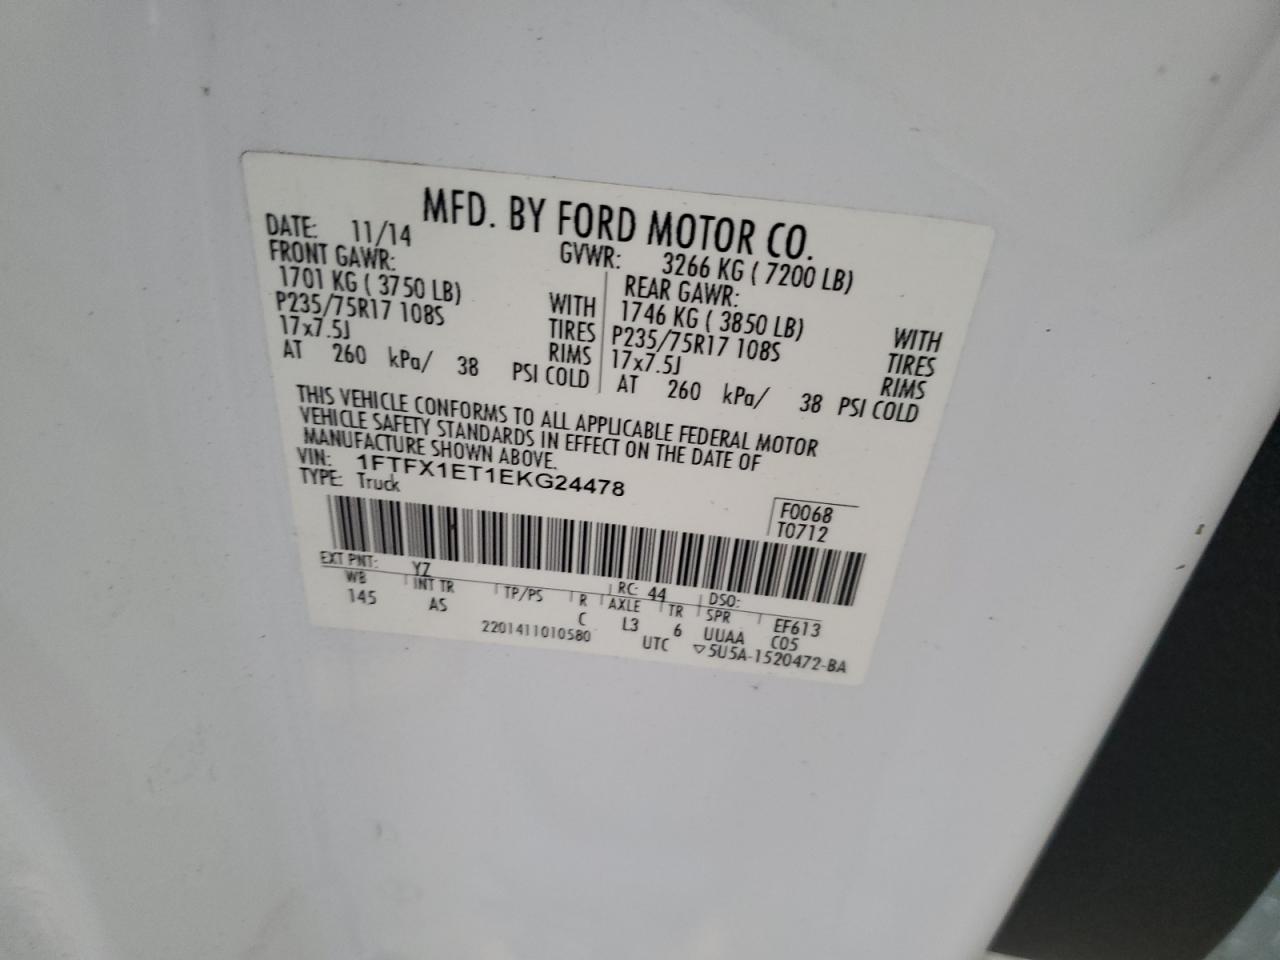 MFD. BY FORD MOTOR CO.
DATE: 11/14 GVWR: 3266 KG ( 7200 LB)
FRONT GAWR: REAR GAWR:
1701 KG ( 3750 LB) WITH 1746 KG ( 3850 LB) WITH
P235/75R17 108S TIRES P235/75R17 108S TIRES
17x7.5J RIMS 17x7.5J RIMS
AT 260 kPa/ 38 PSI COLD AT 260 kPa/ 38 PSI COLD
THIS VEHICLE CONFORMS TO ALL APPLICABLE FEDERAL MOTOR
VEHICLE SAFETY STANDARDS IN EFFECT ON THE DATE OF
MANUFACTURE SHOWN ABOVE.
VIN: 1FTFX1ET1EKG24478
TYPE: Truck
F0068
T0712
EXT PNT: YZ RC: 44 DSO:
WB INT TR TP/PS R AXLE TR SPR EF613
145 AS C L3 6 UUAA C05
2201411010580 UTC ▽5U5A-1520472-BA